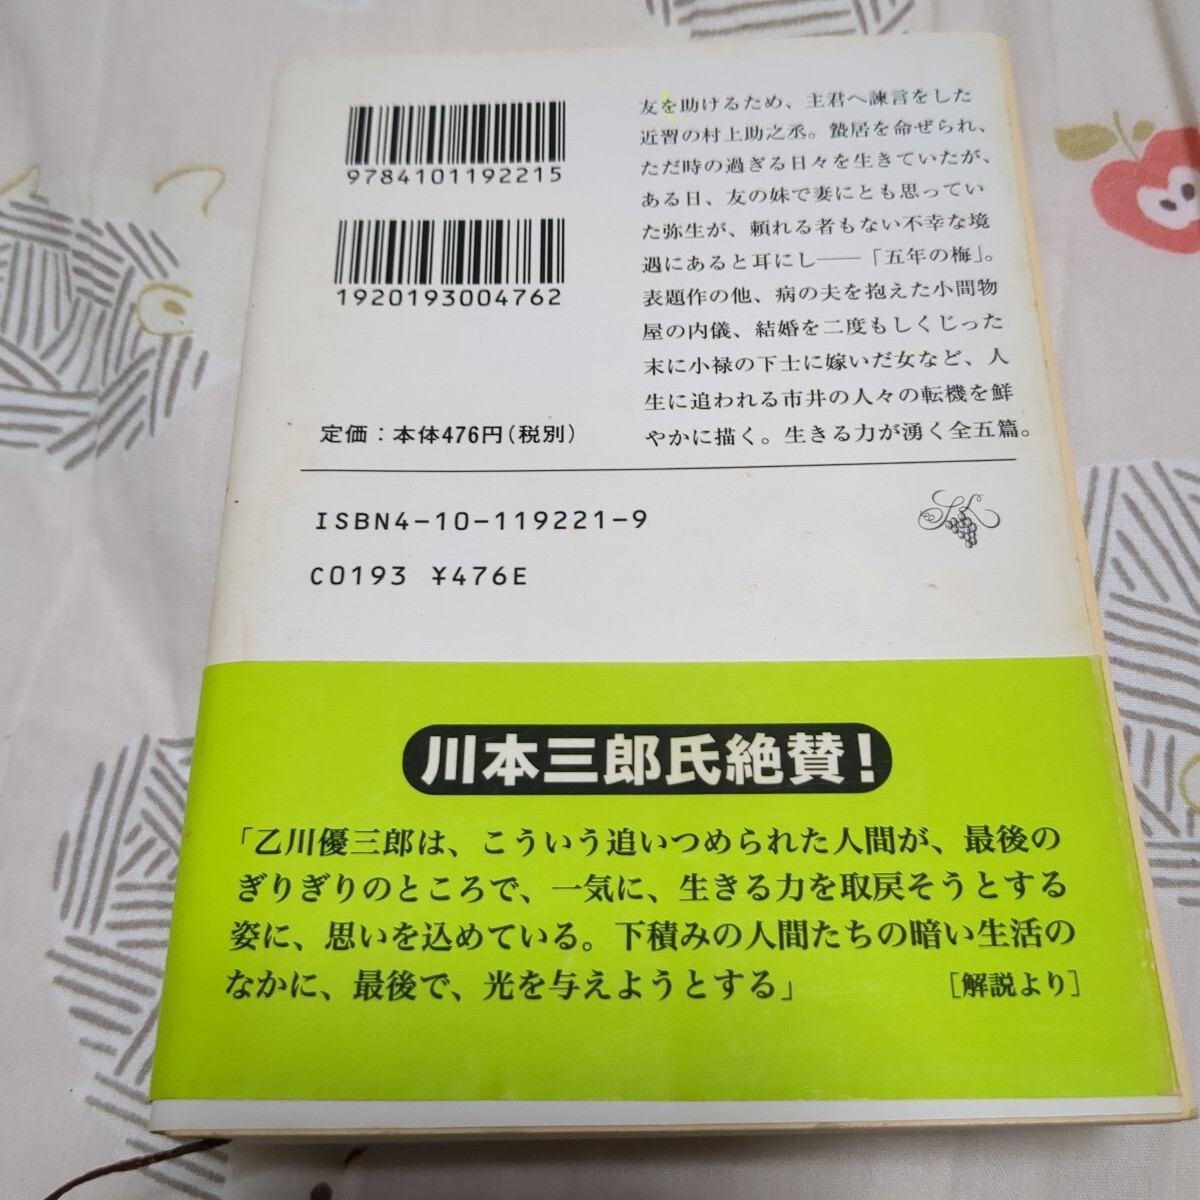 9784101192215
1920193004762
定価：本体476円（税別）
友を助けるため、主君へ諫言をした
近習の村上助之丞。蟄居を命ぜられ、
ただ時の過ぎる日々を生きていたが、
ある日、友の妹で妻にとも思ってい
た弥生が、頼れる者もない不幸な境
遇にあると耳にし――「五年の梅」。
表題作の他、病の夫を抱えた小間物
屋の内儀、結婚を二度もしくじった
末に小禄の下士に嫁いだ女など、人
生に追われる市井の人々の転機を鮮
やかに描く。生きる力が湧く全五篇。
ISBN4-10-119221-9
C0193 ¥476E
川本三郎氏絶賛！
「乙川優三郎は、こういう追いつめられた人間が、最後の
ぎりぎりのところで、一気に、生きる力を取戻そうとする
姿に、思いを込めている。下積みの人間たちの暗い生活の
なかに、最後で、光を与えようとする」
［解説より］